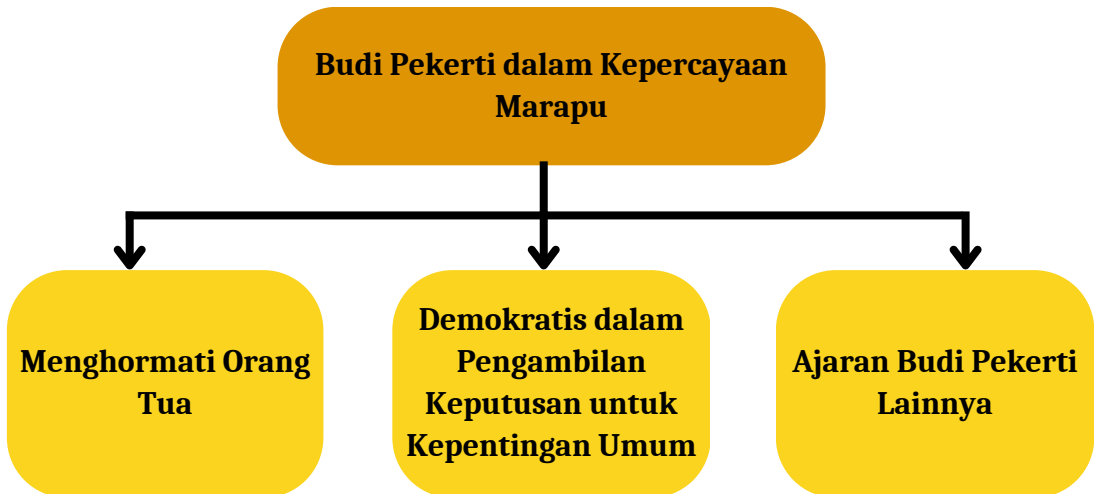 Budi Pekerti dalam Kepercayaan
Marapu
Menghormati Orang
Tua
Demokratis dalam
Pengambilan
Keputusan untuk
Kepentingan Umum
Ajaran Budi Pekerti
Lainnya